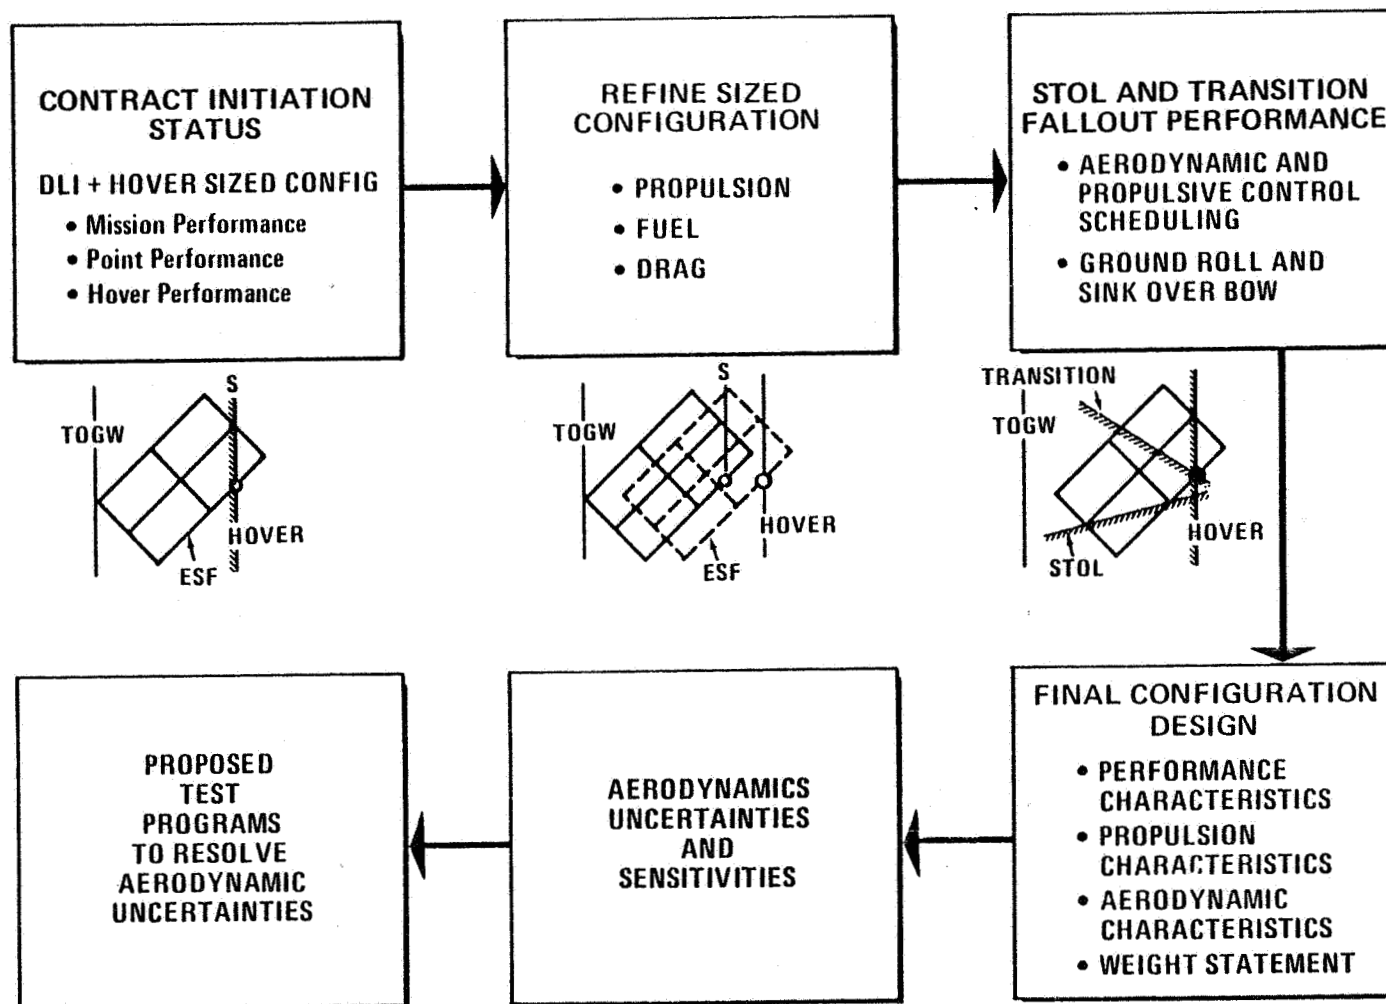 CONTRACT INITIATION
STATUS
DLI + HOVER SIZED CONFIG
• Mission Performance
• Point Performance
• Hover Performance
REFINE SIZED
CONFIGURATION
• PROPULSION
• FUEL
• DRAG
STOL AND TRANSITION
FALLOUT PERFORMANCE
• AERODYNAMIC AND
PROPULSIVE CONTROL
SCHEDULING
• GROUND ROLL AND
SINK OVER BOW
S
TOGW
HOVER
ESF
S
TOGW
HOVER
ESF
TRANSITION
TOGW
HOVER
STOL
FINAL CONFIGURATION
DESIGN
• PERFORMANCE
CHARACTERISTICS
• PROPULSION
CHARACTERISTICS
• AERODYNAMIC
CHARACTERISTICS
• WEIGHT STATEMENT
AERODYNAMICS
UNCERTAINTIES
AND
SENSITIVITIES
PROPOSED
TEST
PROGRAMS
TO RESOLVE
AERODYNAMIC
UNCERTAINTIES